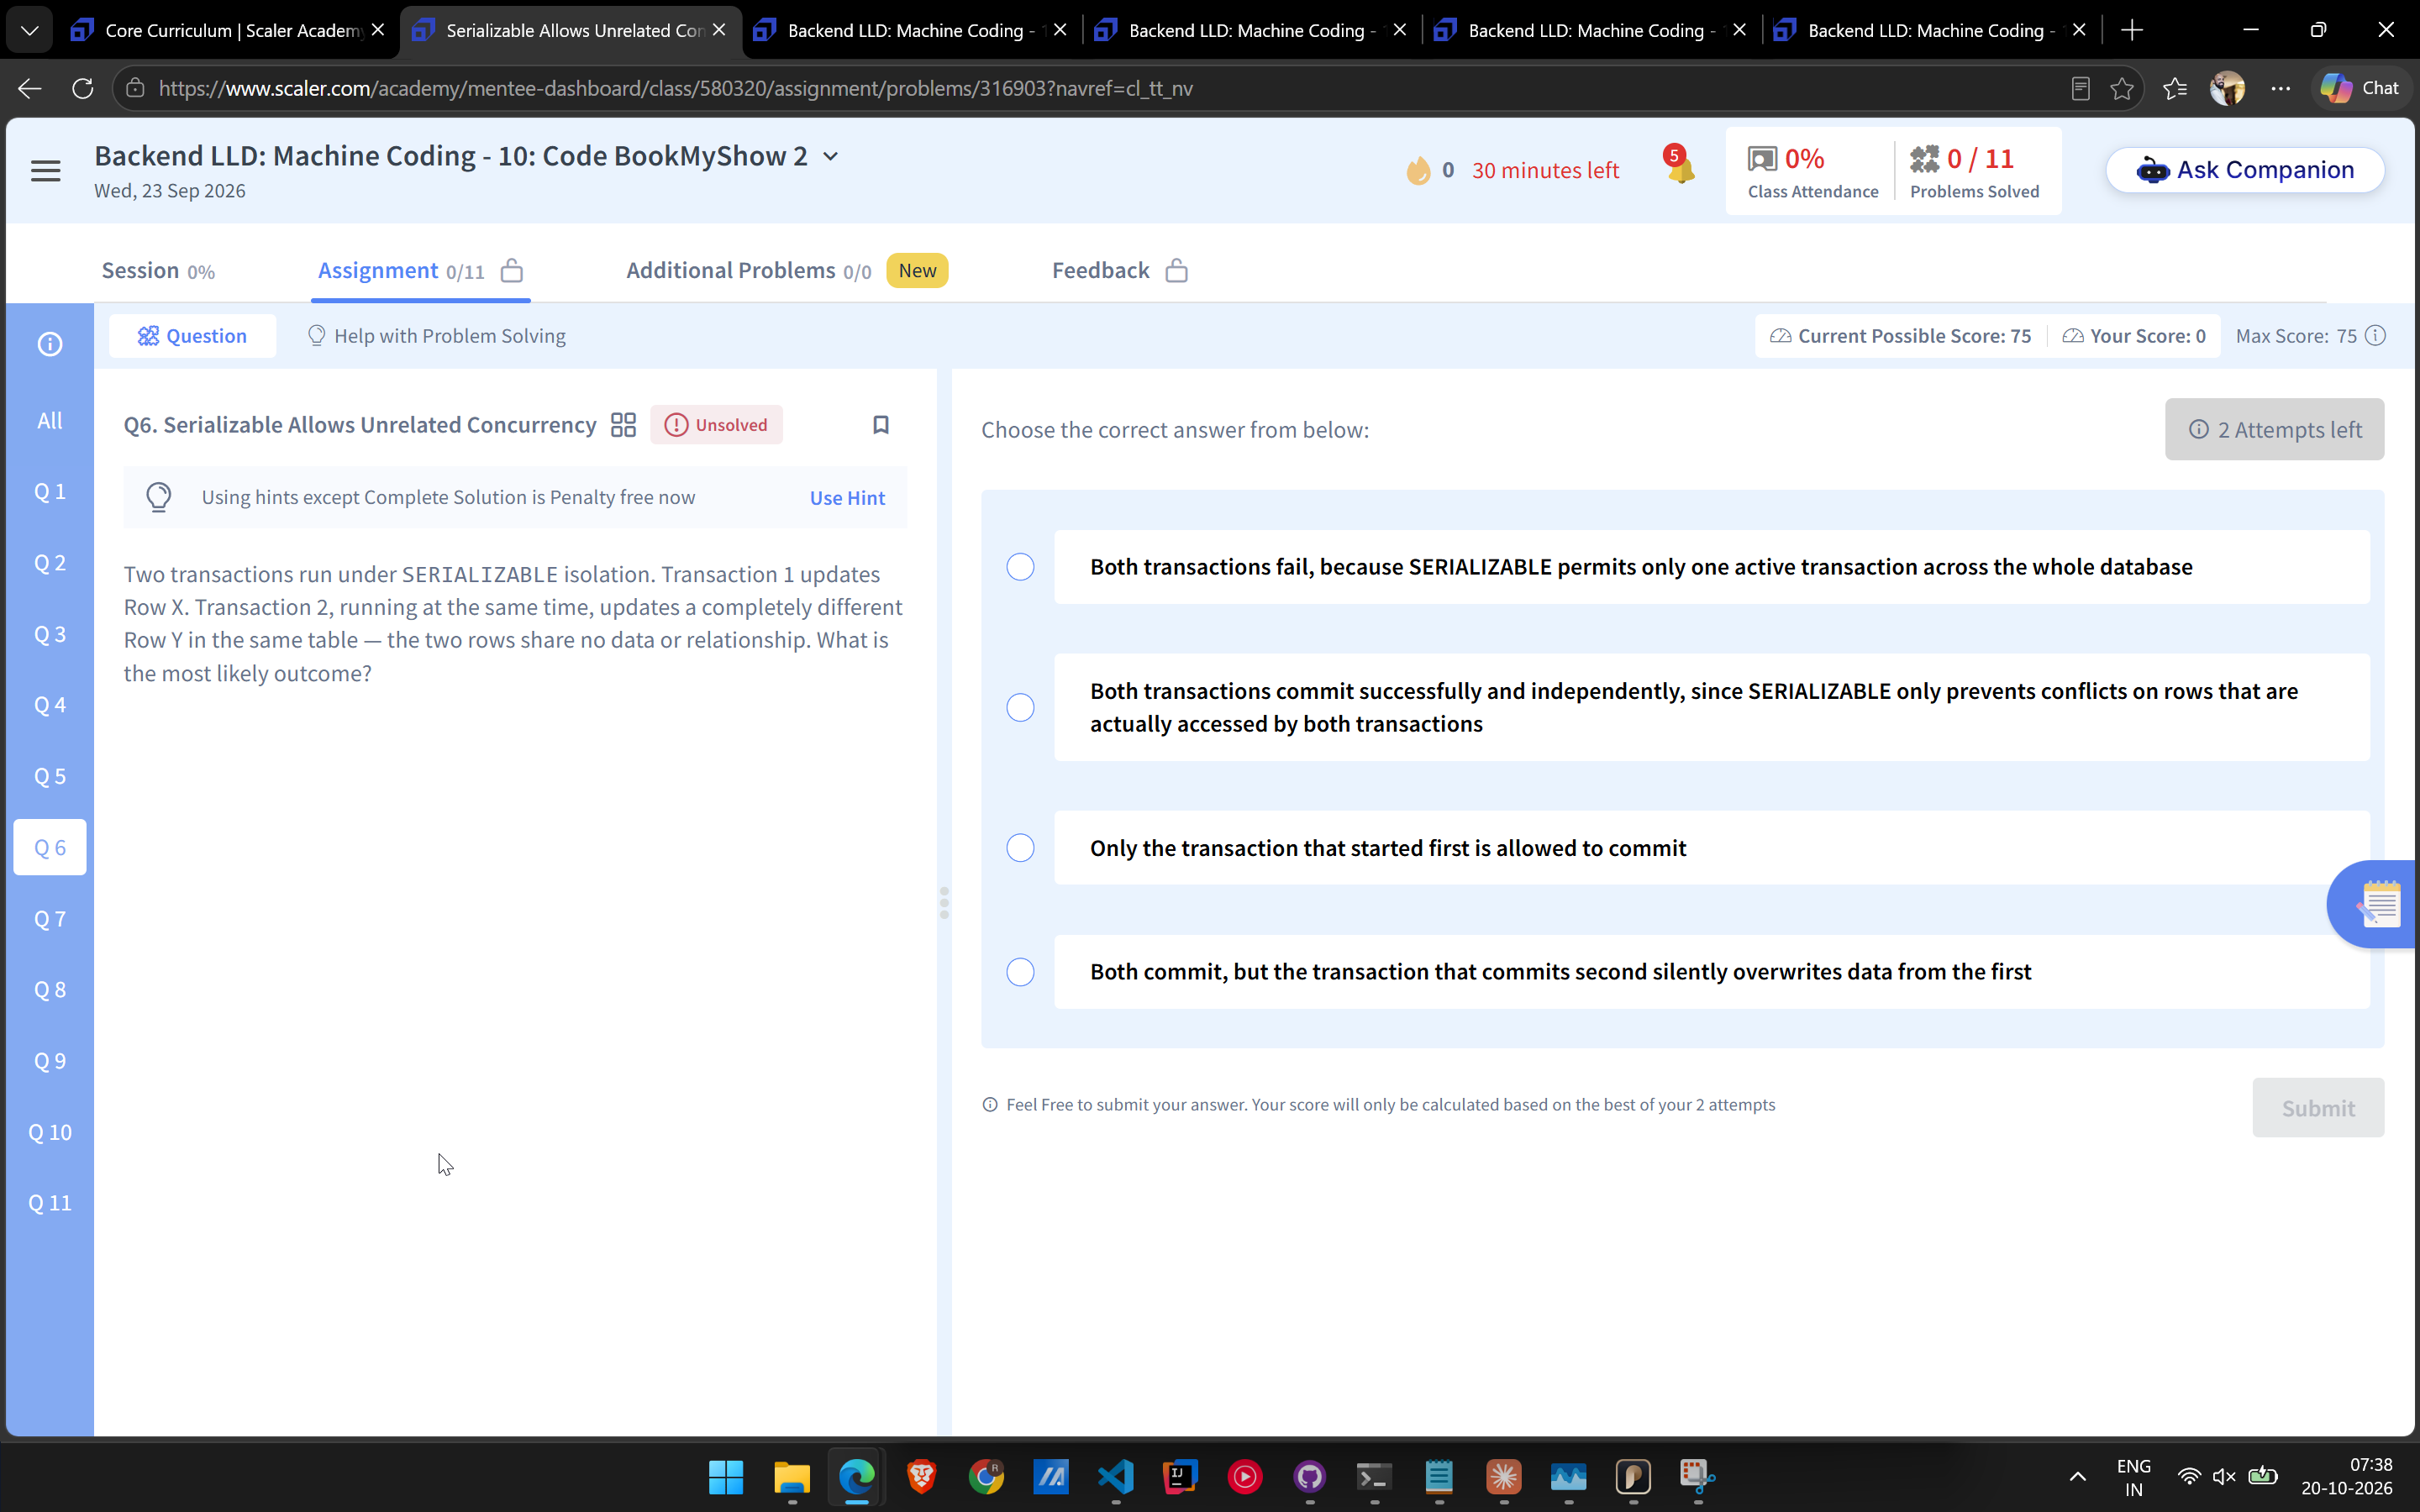 Core Curriculum | Scaler Academy
Serializable Allows Unrelated Con
Backend LLD: Machine Coding -
Backend LLD: Machine Coding -
Backend LLD: Machine Coding -
Backend LLD: Machine Coding -
https://www.scaler.com/academy/mentee-dashboard/class/580320/assignment/problems/316903?navref=cl_tt_nv
Chat
Backend LLD: Machine Coding - 10: Code BookMyShow 2
Wed, 23 Sep 2026
0
30 minutes left
5
0%
Class Attendance
0 / 11
Problems Solved
Ask Companion
Session 0%
Assignment 0/11
Additional Problems 0/0 New
Feedback
Question
Help with Problem Solving
Current Possible Score: 75
Your Score: 0
Max Score: 75
All
Q 1
Q 2
Q 3
Q 4
Q 5
Q 6
Q 7
Q 8
Q 9
Q 10
Q 11
Q6. Serializable Allows Unrelated Concurrency
Unsolved
Using hints except Complete Solution is Penalty free now
Use Hint
Two transactions run under SERIALIZABLE isolation. Transaction 1 updates
Row X. Transaction 2, running at the same time, updates a completely different
Row Y in the same table — the two rows share no data or relationship. What is
the most likely outcome?
Choose the correct answer from below:
2 Attempts left
Both transactions fail, because SERIALIZABLE permits only one active transaction across the whole database
Both transactions commit successfully and independently, since SERIALIZABLE only prevents conflicts on rows that are
actually accessed by both transactions
Only the transaction that started first is allowed to commit
Both commit, but the transaction that commits second silently overwrites data from the first
Feel Free to submit your answer. Your score will only be calculated based on the best of your 2 attempts
Submit
ENG
IN
07:38
20-10-2026